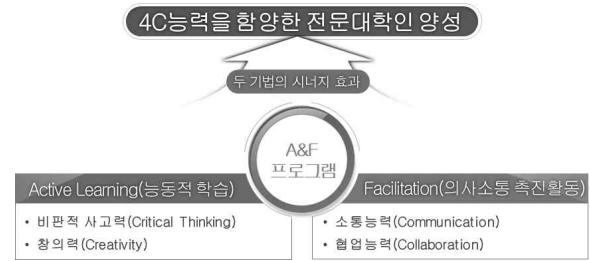 4C능력을 함양한 전문대학인 양성
두 기법의 시너지 효과
A&F
프로그램
Active Learning(능동적 학습)
• 비판적 사고력(Critical Thinking)
• 창의력(Creativity)
Facilitation(의사소통 촉진활동)
• 소통능력(Communication)
• 협업능력(Collaboration)